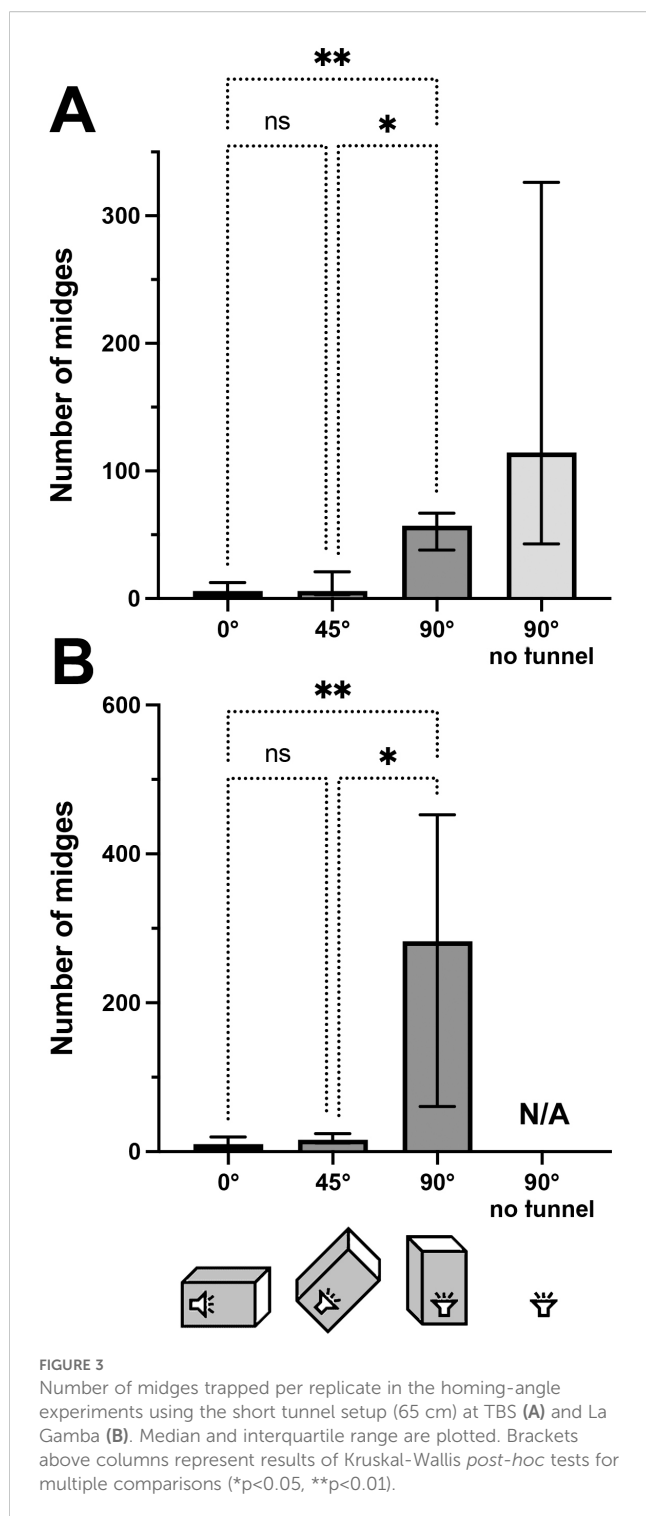 **
A
ns
*
Number of midges
300
200
100
0
0°
45°
90°
90°
no tunnel
B
**
ns
*
Number of midges
600
400
200
0
N/A
0°
45°
90°
90°
no tunnel
FIGURE 3
Number of midges trapped per replicate in the homing-angle
experiments using the short tunnel setup (65 cm) at TBS (A) and La
Gamba (B). Median and interquartile range are plotted. Brackets
above columns represent results of Kruskal-Wallis post-hoc tests for
multiple comparisons (*p<0.05, **p<0.01).